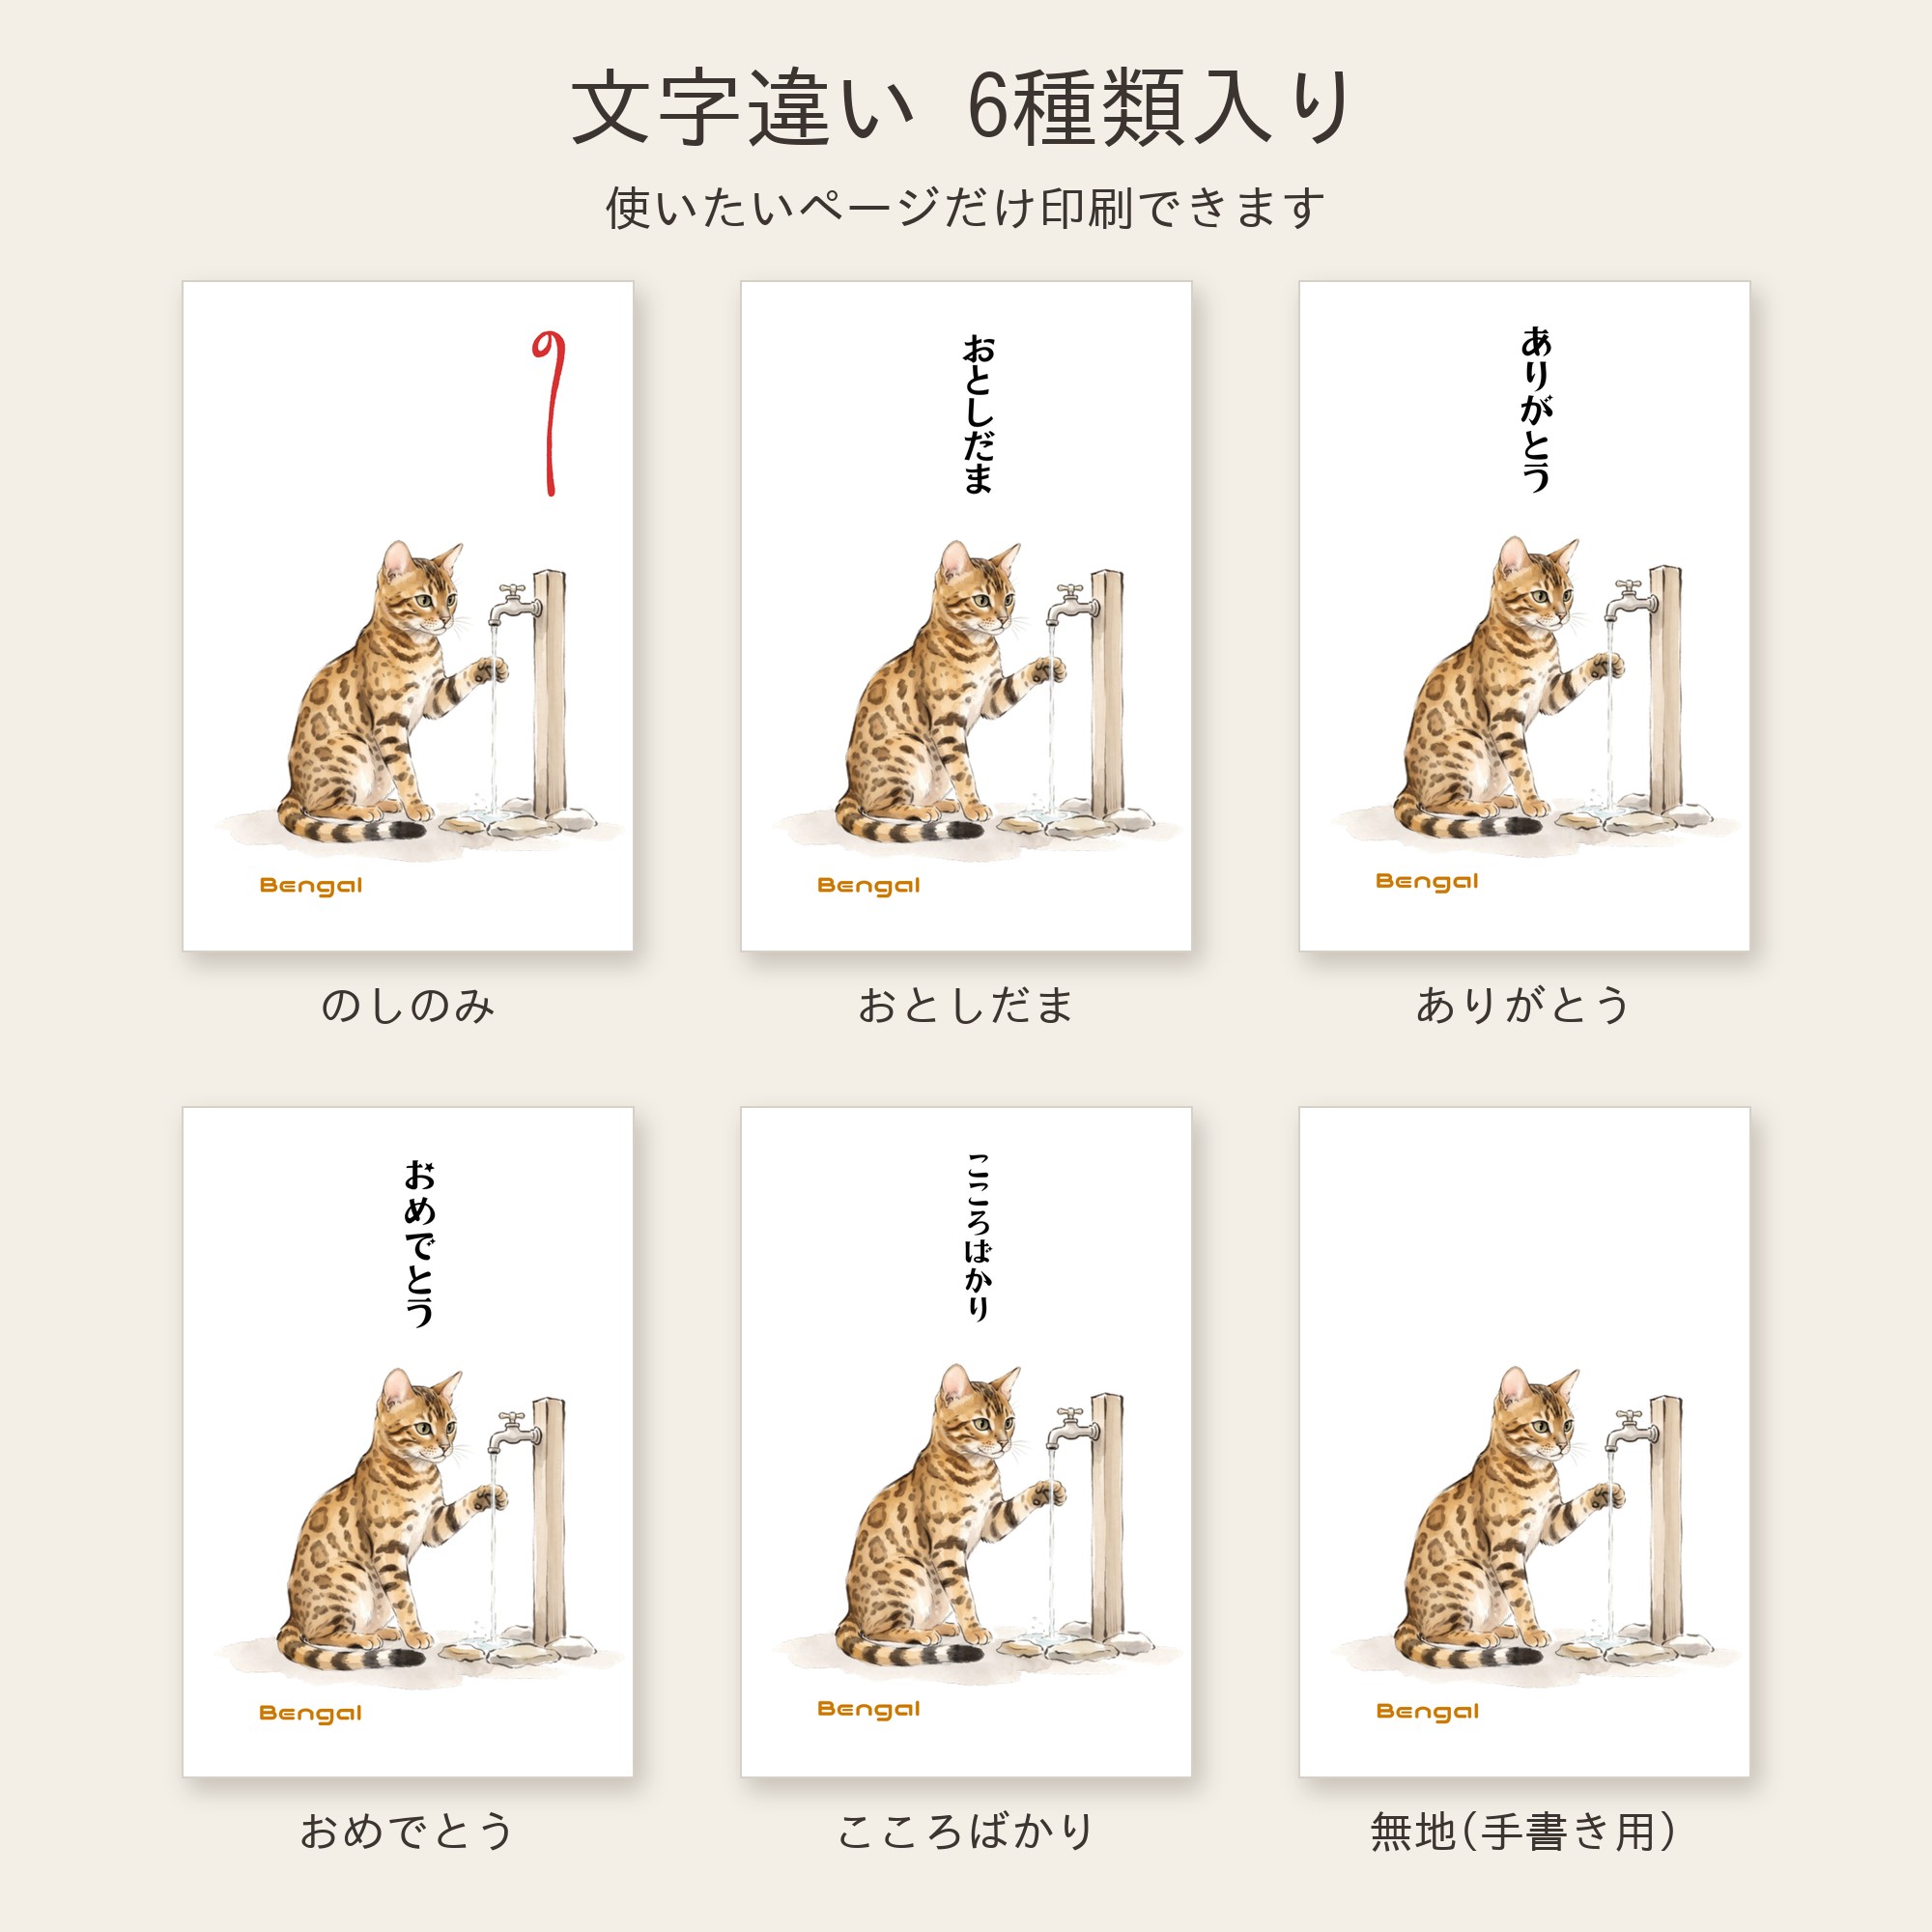 文字違い 6種類入り
使いたいページだけ印刷できます
の
Bengal
のしのみ
おとしだま
Bengal
おとしだま
ありがとう
Bengal
ありがとう
おめでとう
Bengal
おめでとう
こころばかり
Bengal
こころばかり
Bengal
無地(手書き用)